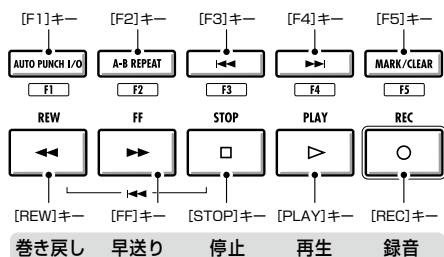 [F1]キー [F2]キー [F3]キー [F4]キー [F5]キー
AUTO PUNCH I/O A-B REPEAT MARK/CLEAR
F1 F2 F3 F4 F5
REW FF STOP PLAY REC
[REW]キー [FF]キー [STOP]キー [PLAY]キー [REC]キー
巻き戻し 早送り 停止 再生 録音